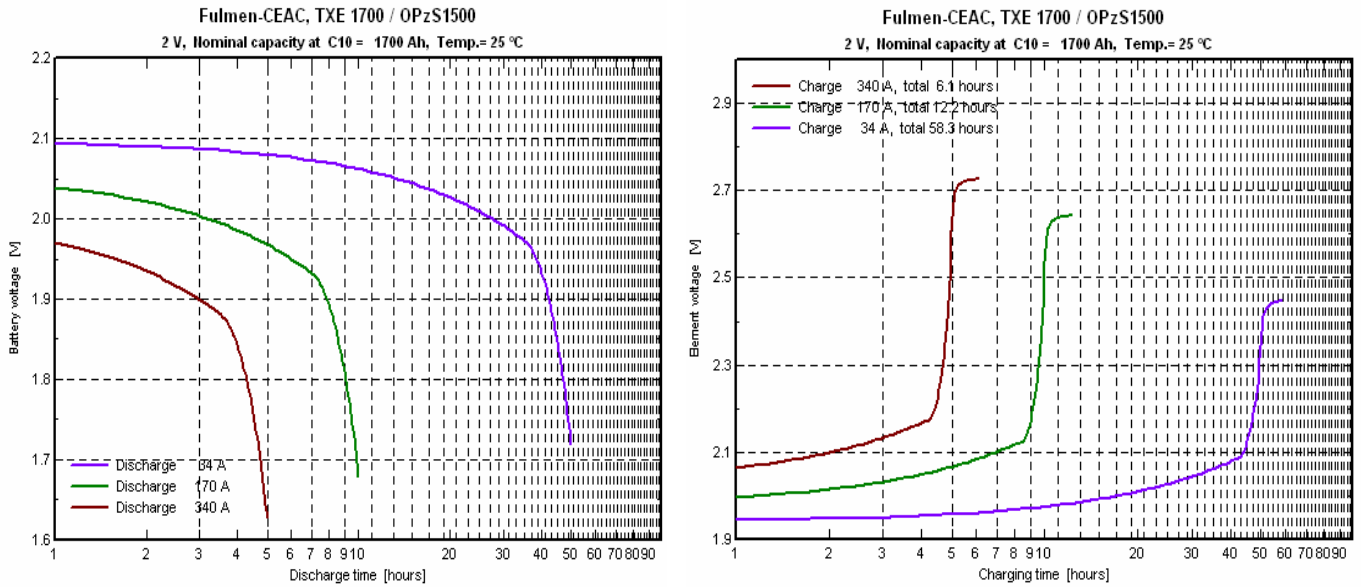 Fulmen-CEAC, TXE 1700 / OPzS1500
2 V, Nominal capacity at C10 = 1700 Ah, Temp.= 25 °C
2.2
2.1
2.0
1.9
1.8
1.7
1.6
Battery voltage [V]
Discharge 34 A
Discharge 170 A
Discharge 340 A
1 2 3 4 5 6 7 8 9 10 20 30 40 50 60 70 80 90
Discharge time [hours]
Fulmen-CEAC, TXE 1700 / OPzS1500
2 V, Nominal capacity at C10 = 1700 Ah, Temp.= 25 °C
2.9
2.7
2.5
2.3
2.1
1.9
Element voltage [V]
Charge 340 A, total 6.1 hours
Charge 170 A, total 12.2 hours
Charge 34 A, total 58.3 hours
1 2 3 4 5 6 7 8 9 10 20 30 40 50 60 70 80 90
Charging time [hours]